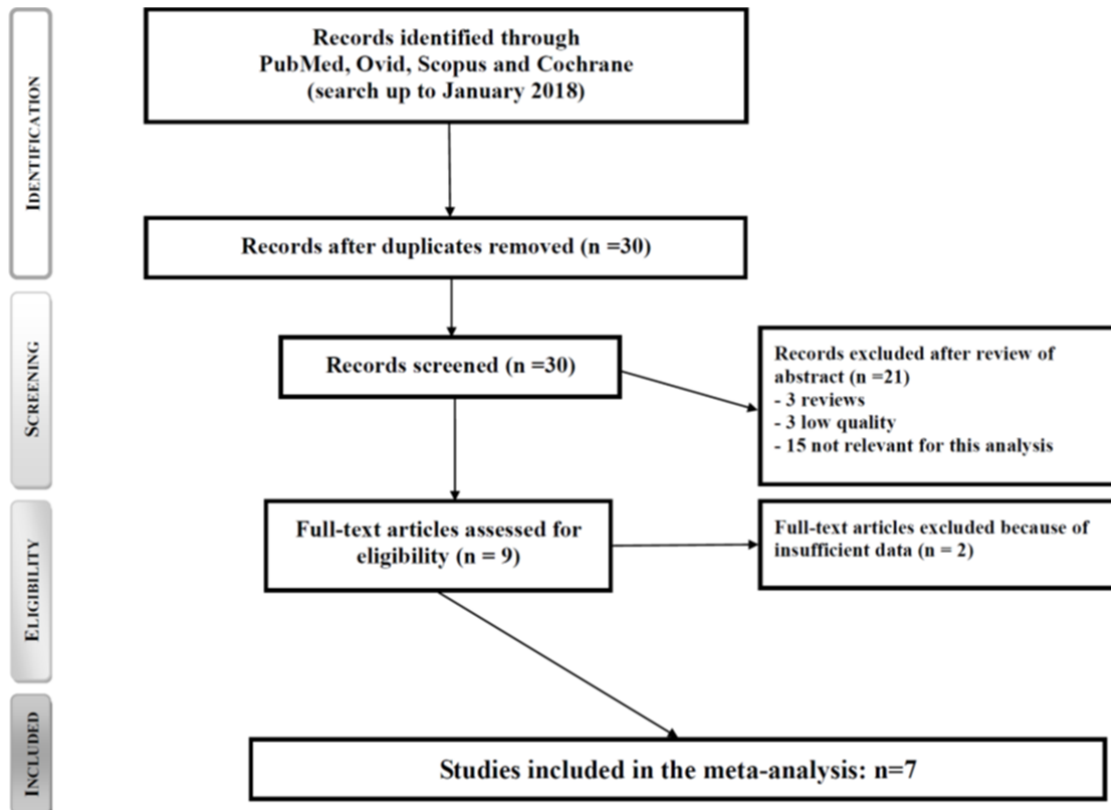 IDENTIFICATION
Records identified through
PubMed, Ovid, Scopus and Cochrane
(search up to January 2018)
Records after duplicates removed (n =30)
SCREENING
Records screened (n =30)
Records excluded after review of
abstract (n =21)
- 3 reviews
- 3 low quality
- 15 not relevant for this analysis
ELIGIBILITY
Full-text articles assessed for
eligibility (n = 9)
Full-text articles excluded because of
insufficient data (n = 2)
INCLUDED
Studies included in the meta-analysis: n=7